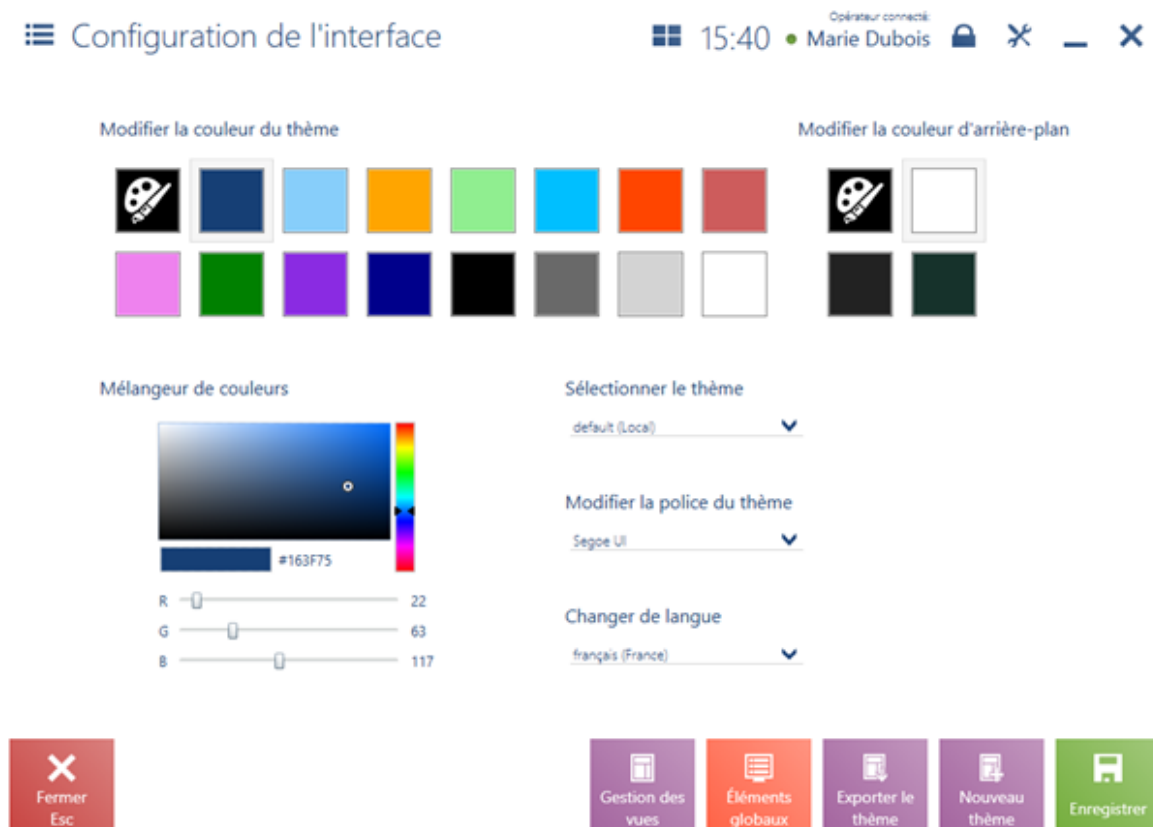 Configuration de l'interface
15:40
Opérateur connecté:
Marie Dubois
Modifier la couleur du thème
Modifier la couleur d'arrière-plan
Mélangeur de couleurs
#163F75
R 22
G 63
B 117
Sélectionner le thème
default (Local)
Modifier la police du thème
Segoe UI
Changer de langue
français (France)
Fermer
Esc
Gestion des
vues
Éléments
globaux
Exporter le
thème
Nouveau
thème
Enregistrer